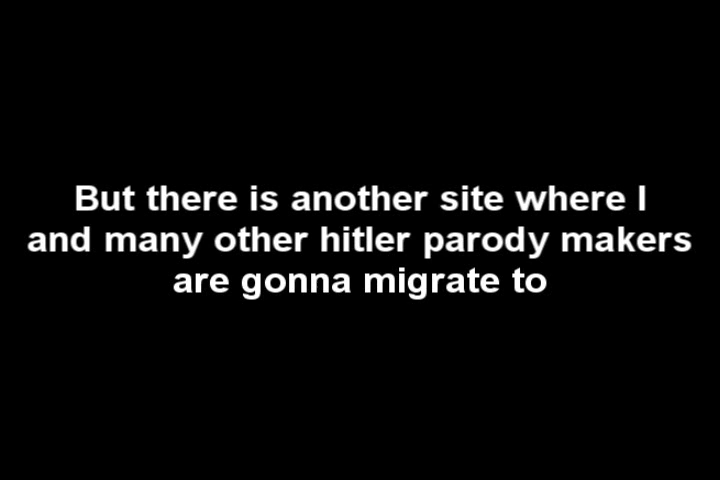 But there is another site where I
and many other hitler parody makers
are gonna migrate to